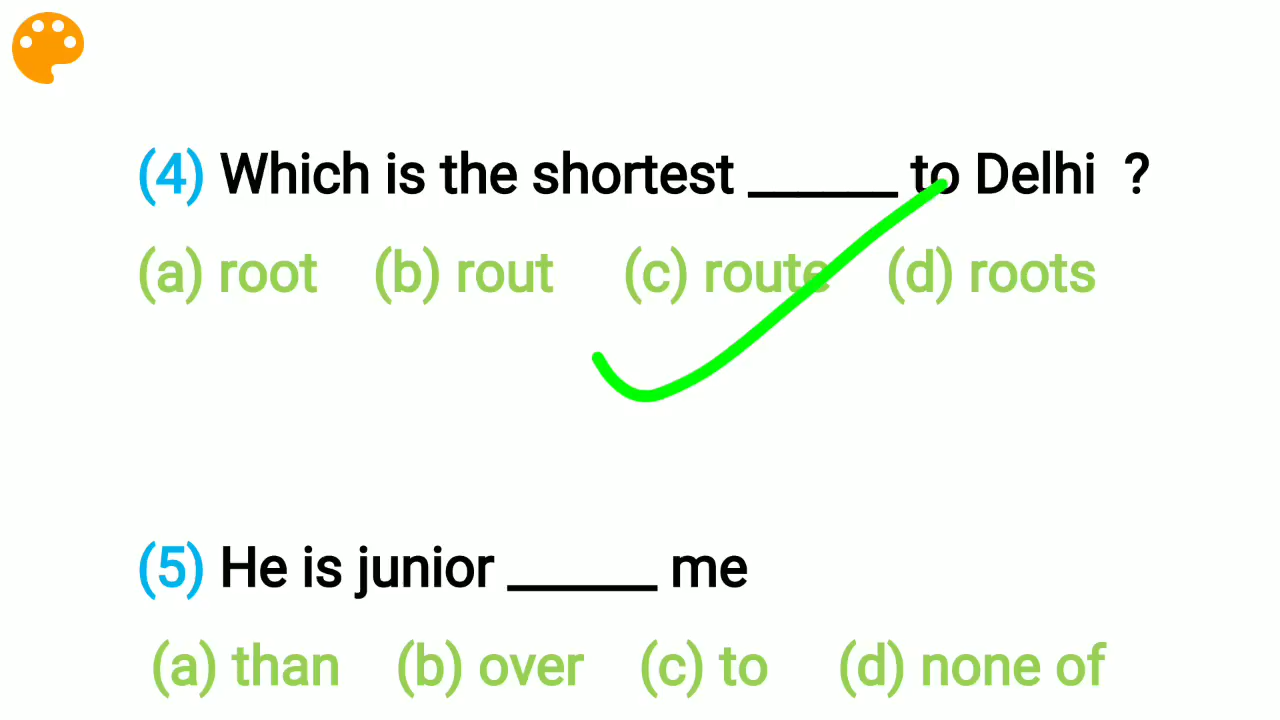 (4) Which is the shortest ______ to Delhi ?
(a) root (b) rout (c) route (d) roots
(5) He is junior ______ me
(a) than (b) over (c) to (d) none of